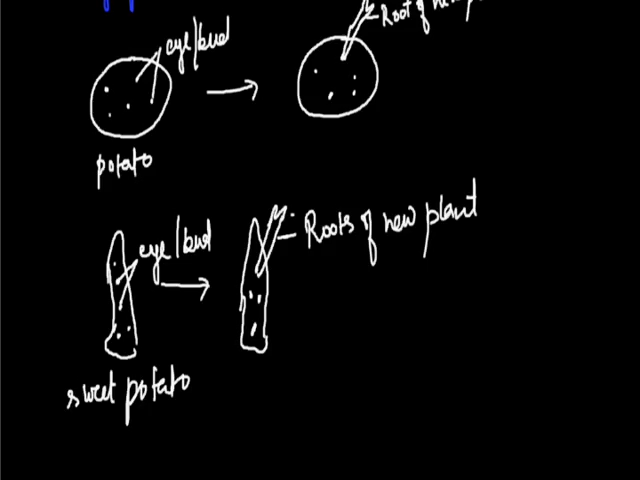 eye/bud
Root of new
potato
eye/bud
Roots of new plant
sweet potato